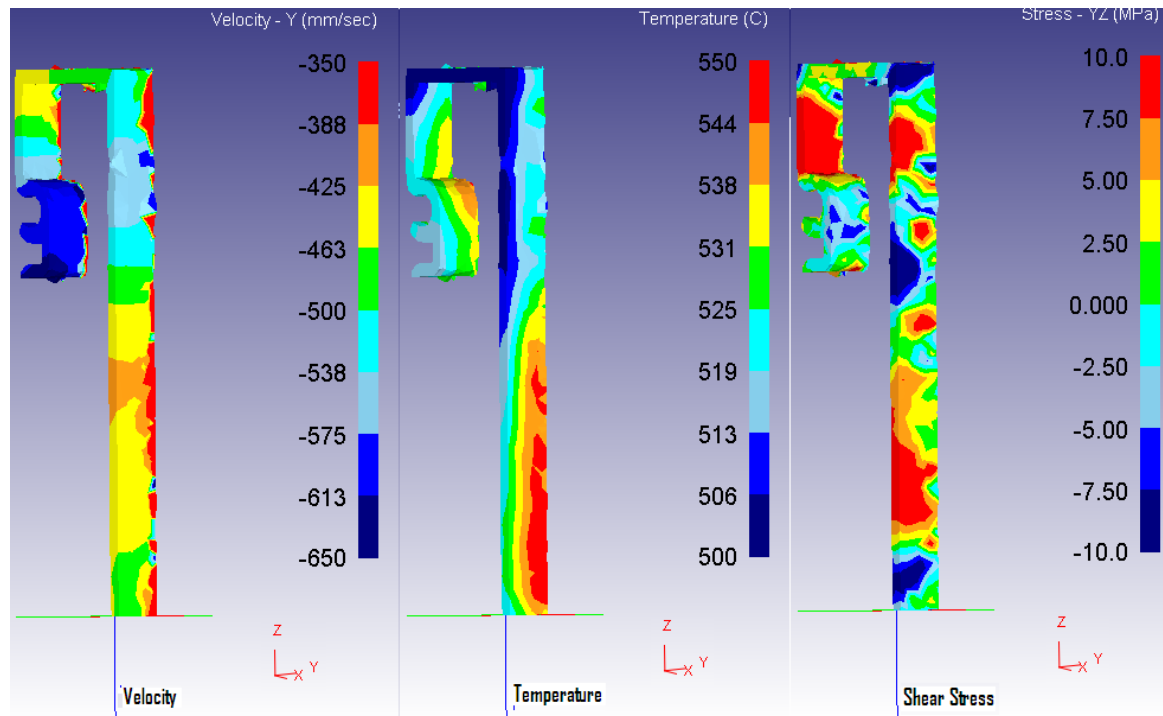 Velocity - Y (mm/sec)
-350
-388
-425
-463
-500
-538
-575
-613
-650
Z
X Y
Velocity
Temperature (C)
550
544
538
531
525
519
513
506
500
Z
X Y
Temperature
Stress - YZ (MPa)
10.0
7.50
5.00
2.50
0.000
-2.50
-5.00
-7.50
-10.0
Z
X Y
Shear Stress